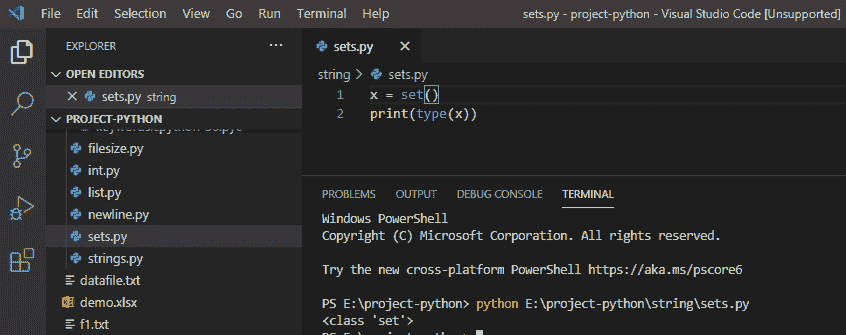 File Edit Selection View Go Run Terminal Help sets.py - project-python - Visual Studio Code [Unsupported]
EXPLORER
OPEN EDITORS
sets.py string
PROJECT-PYTHON
filesize.py
int.py
list.py
newline.py
sets.py
strings.py
datafile.txt
demo.xlsx
f1.txt
sets.py
string > sets.py
1 x = set()
2 print(type(x))
PROBLEMS OUTPUT DEBUG CONSOLE TERMINAL
Windows PowerShell
Copyright (C) Microsoft Corporation. All rights reserved.
Try the new cross-platform PowerShell https://aka.ms/pscore6
PS E:\project-python> python E:\project-python\string\sets.py
<class 'set'>
PS E:\project-python>